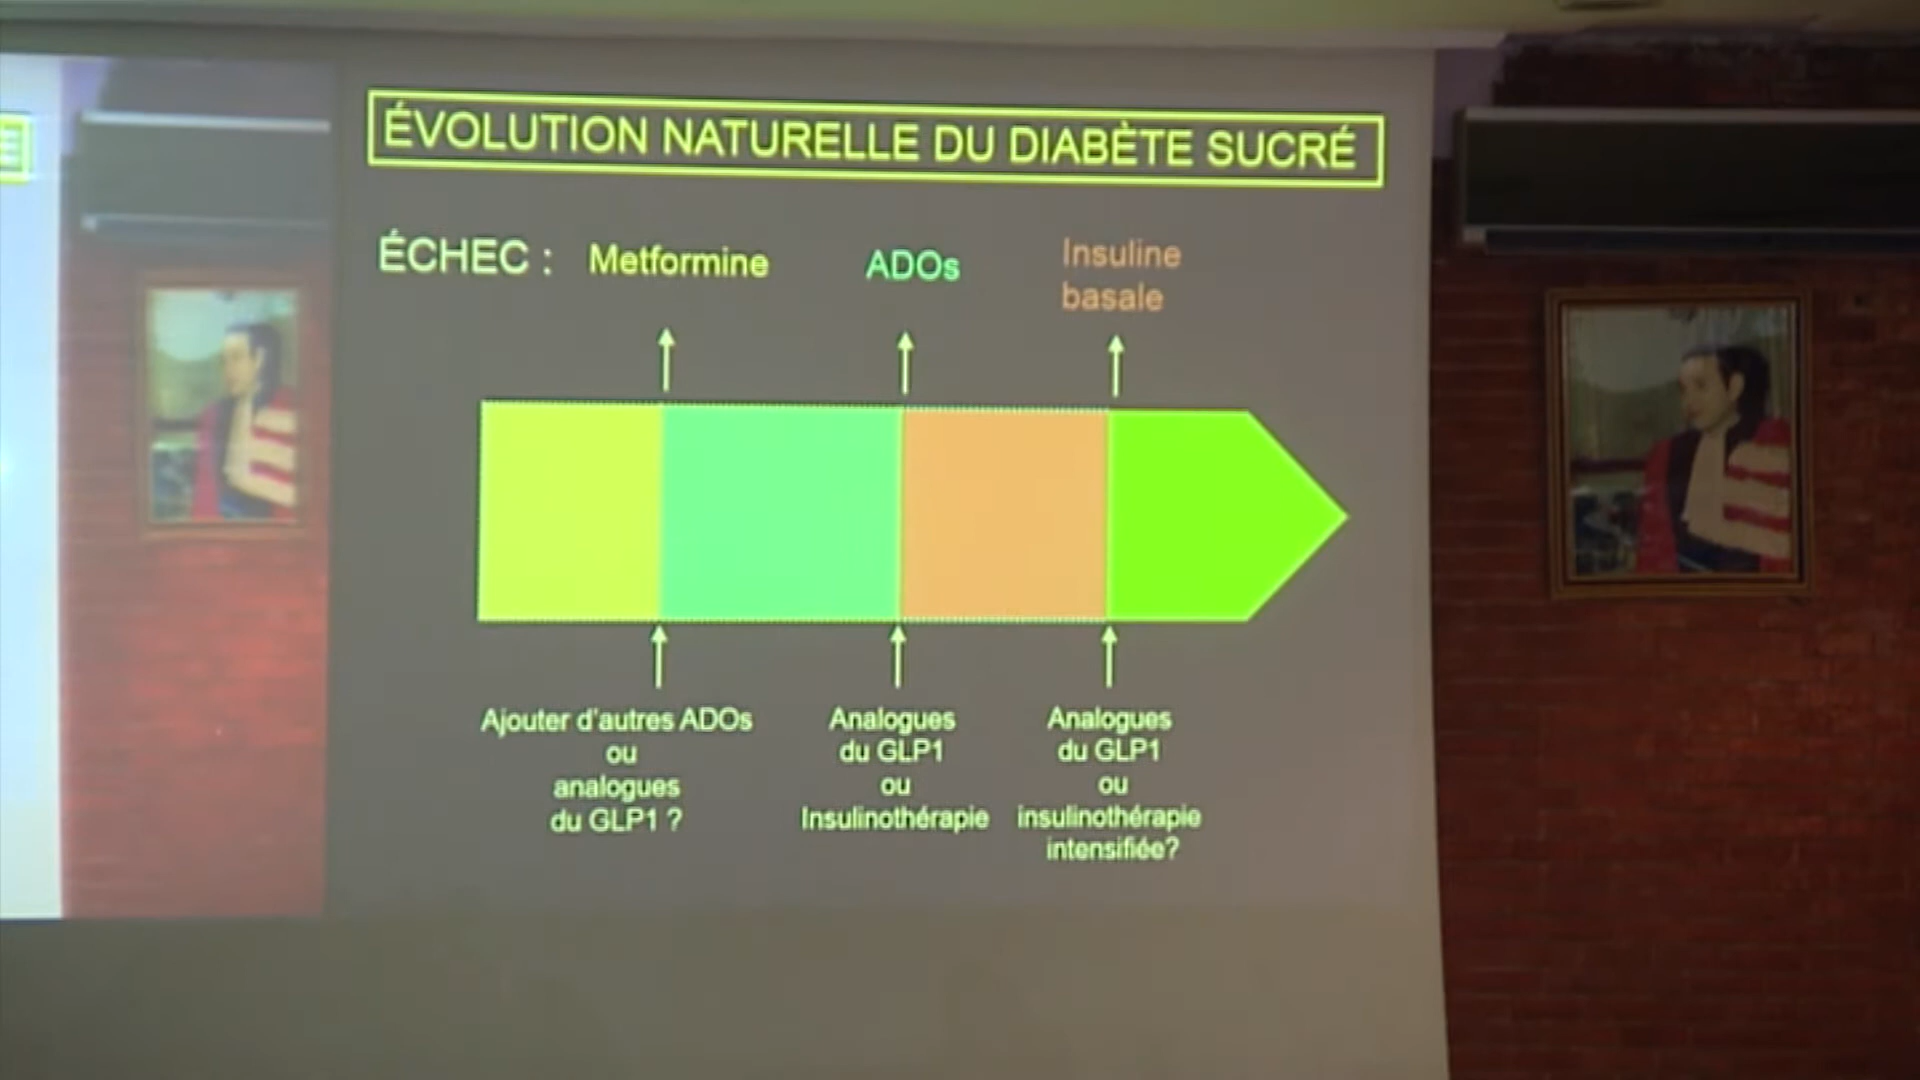 ÉVOLUTION NATURELLE DU DIABÈTE SUCRÉ
ÉCHEC :
Metformine
ADOs
Insuline
basale
Ajouter d'autres ADOs
ou
analogues
du GLP1 ?
Analogues
du GLP1
ou
Insulinothérapie
Analogues
du GLP1
ou
insulinothérapie
intensifiée?